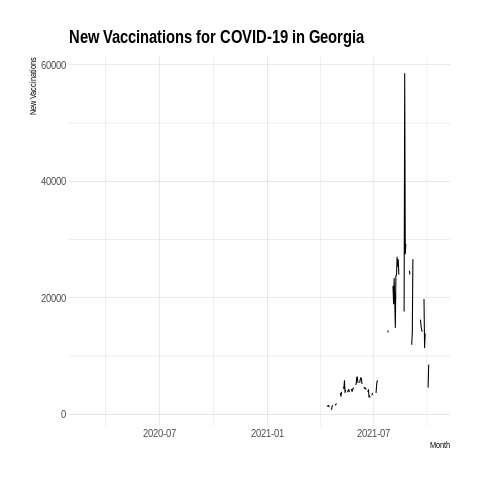 New Vaccinations for COVID-19 in Georgia
New Vaccinations
60000
40000
20000
0
2020-07 2021-01 2021-07
Month